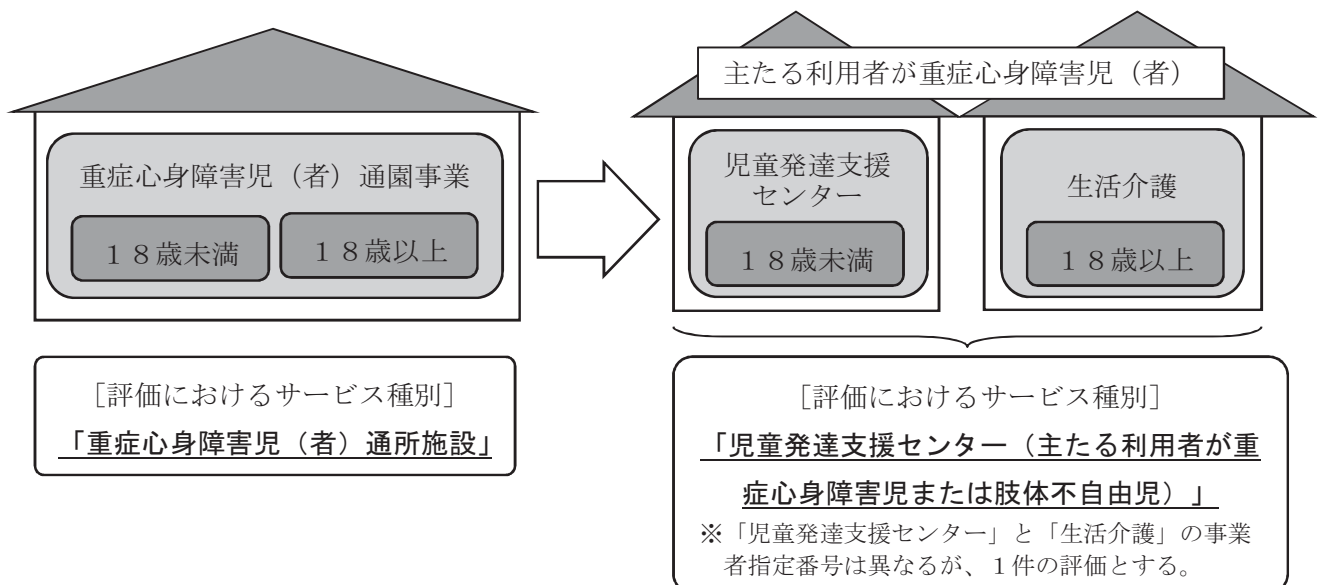 重症心身障害児（者）通園事業
１８歳未満
１８歳以上
［評価におけるサービス種別］
「重症心身障害児（者）通所施設」
主たる利用者が重症心身障害児（者）
児童発達支援
センター
１８歳未満
生活介護
１８歳以上
［評価におけるサービス種別］
「児童発達支援センター（主たる利用者が重
症心身障害児または肢体不自由児）」
※「児童発達支援センター」と「生活介護」の事業
者指定番号は異なるが、１件の評価とする。